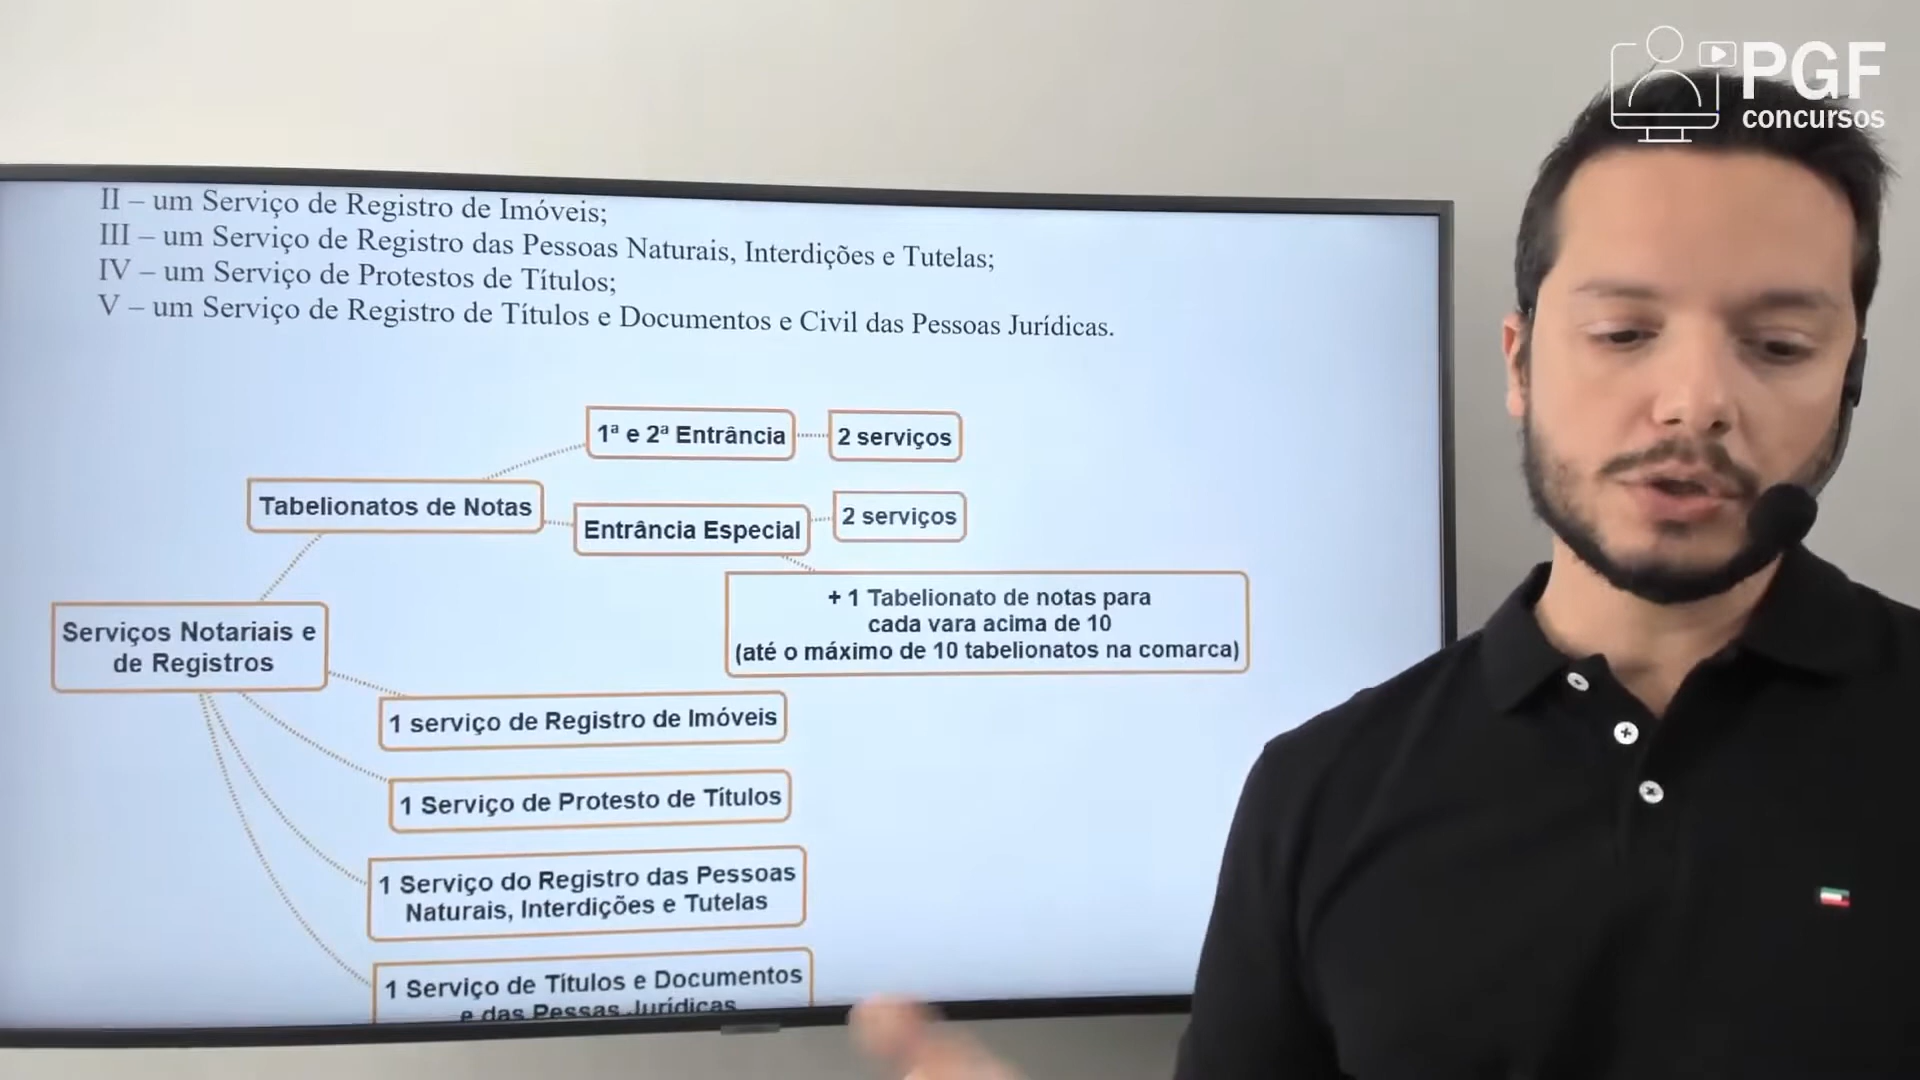 PGF
concursos
II – um Serviço de Registro de Imóveis;
III – um Serviço de Registro das Pessoas Naturais, Interdições e Tutelas;
IV – um Serviço de Protestos de Títulos;
V – um Serviço de Registro de Títulos e Documentos e Civil das Pessoas Jurídicas.
1ª e 2ª Entrância
2 serviços
Tabelionatos de Notas
Entrância Especial
2 serviços
+ 1 Tabelionato de notas para
cada vara acima de 10
(até o máximo de 10 tabelionatos na comarca)
Serviços Notariais e
de Registros
1 serviço de Registro de Imóveis
1 Serviço de Protesto de Títulos
1 Serviço do Registro das Pessoas
Naturais, Interdições e Tutelas
1 Serviço de Títulos e Documentos
e das Pessas Jurídicas